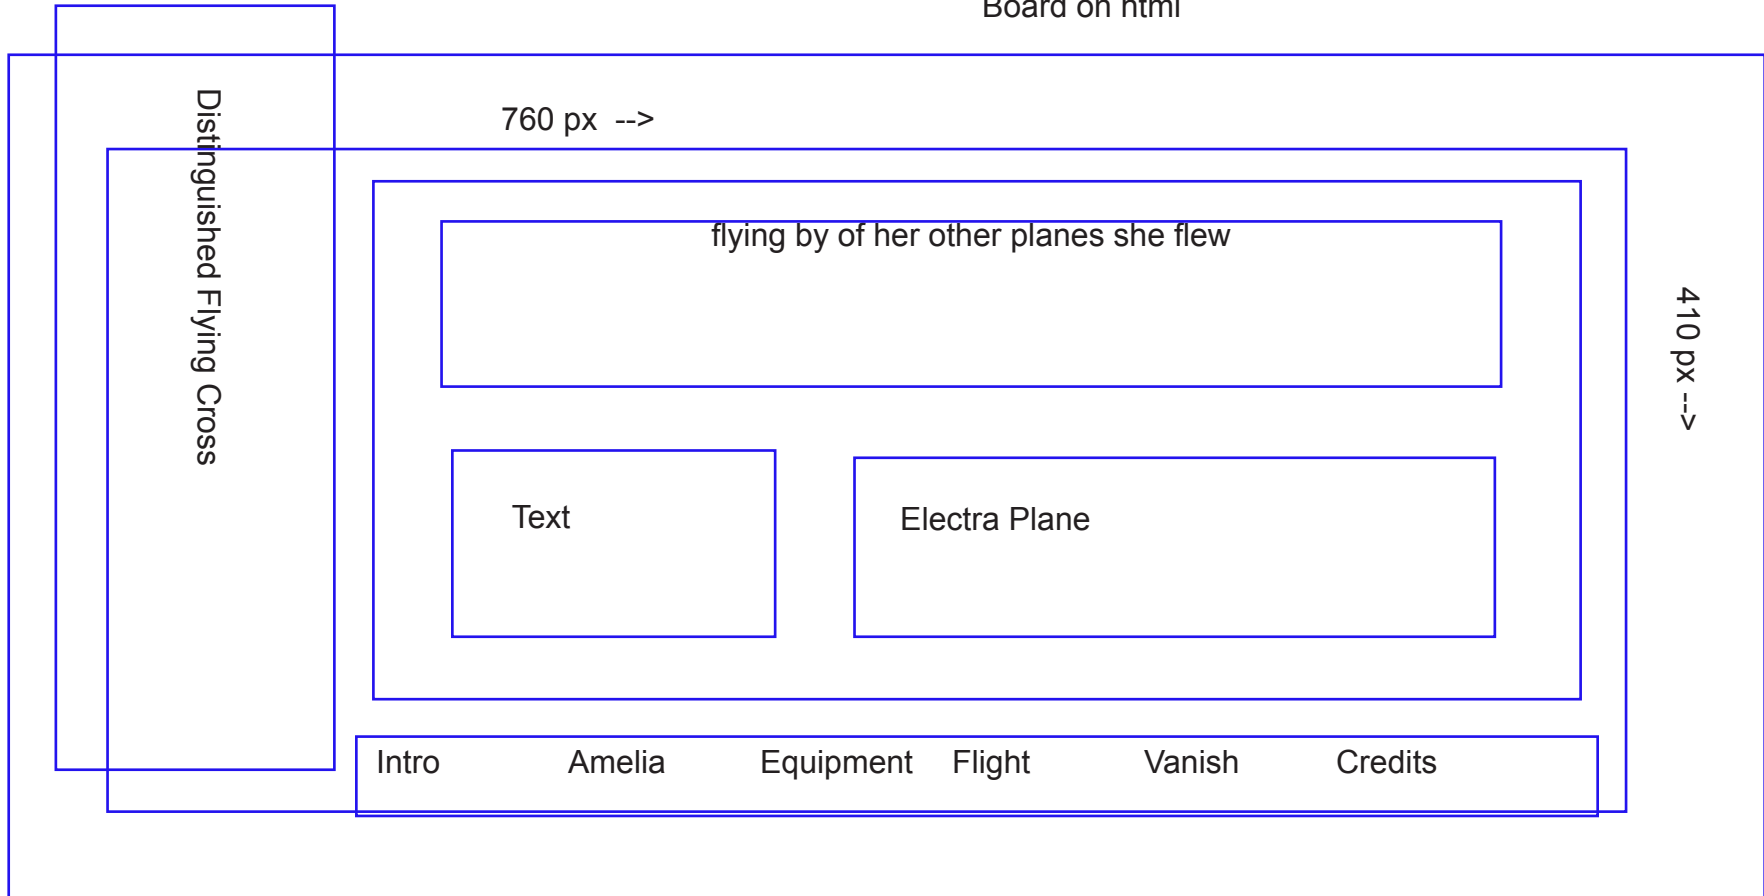 Board on html
760 px -->
Distinguished Flying Cross
flying by of her other planes she flew
410 px -->
Text
Electra Plane
Intro Amelia Equipment Flight Vanish Credits